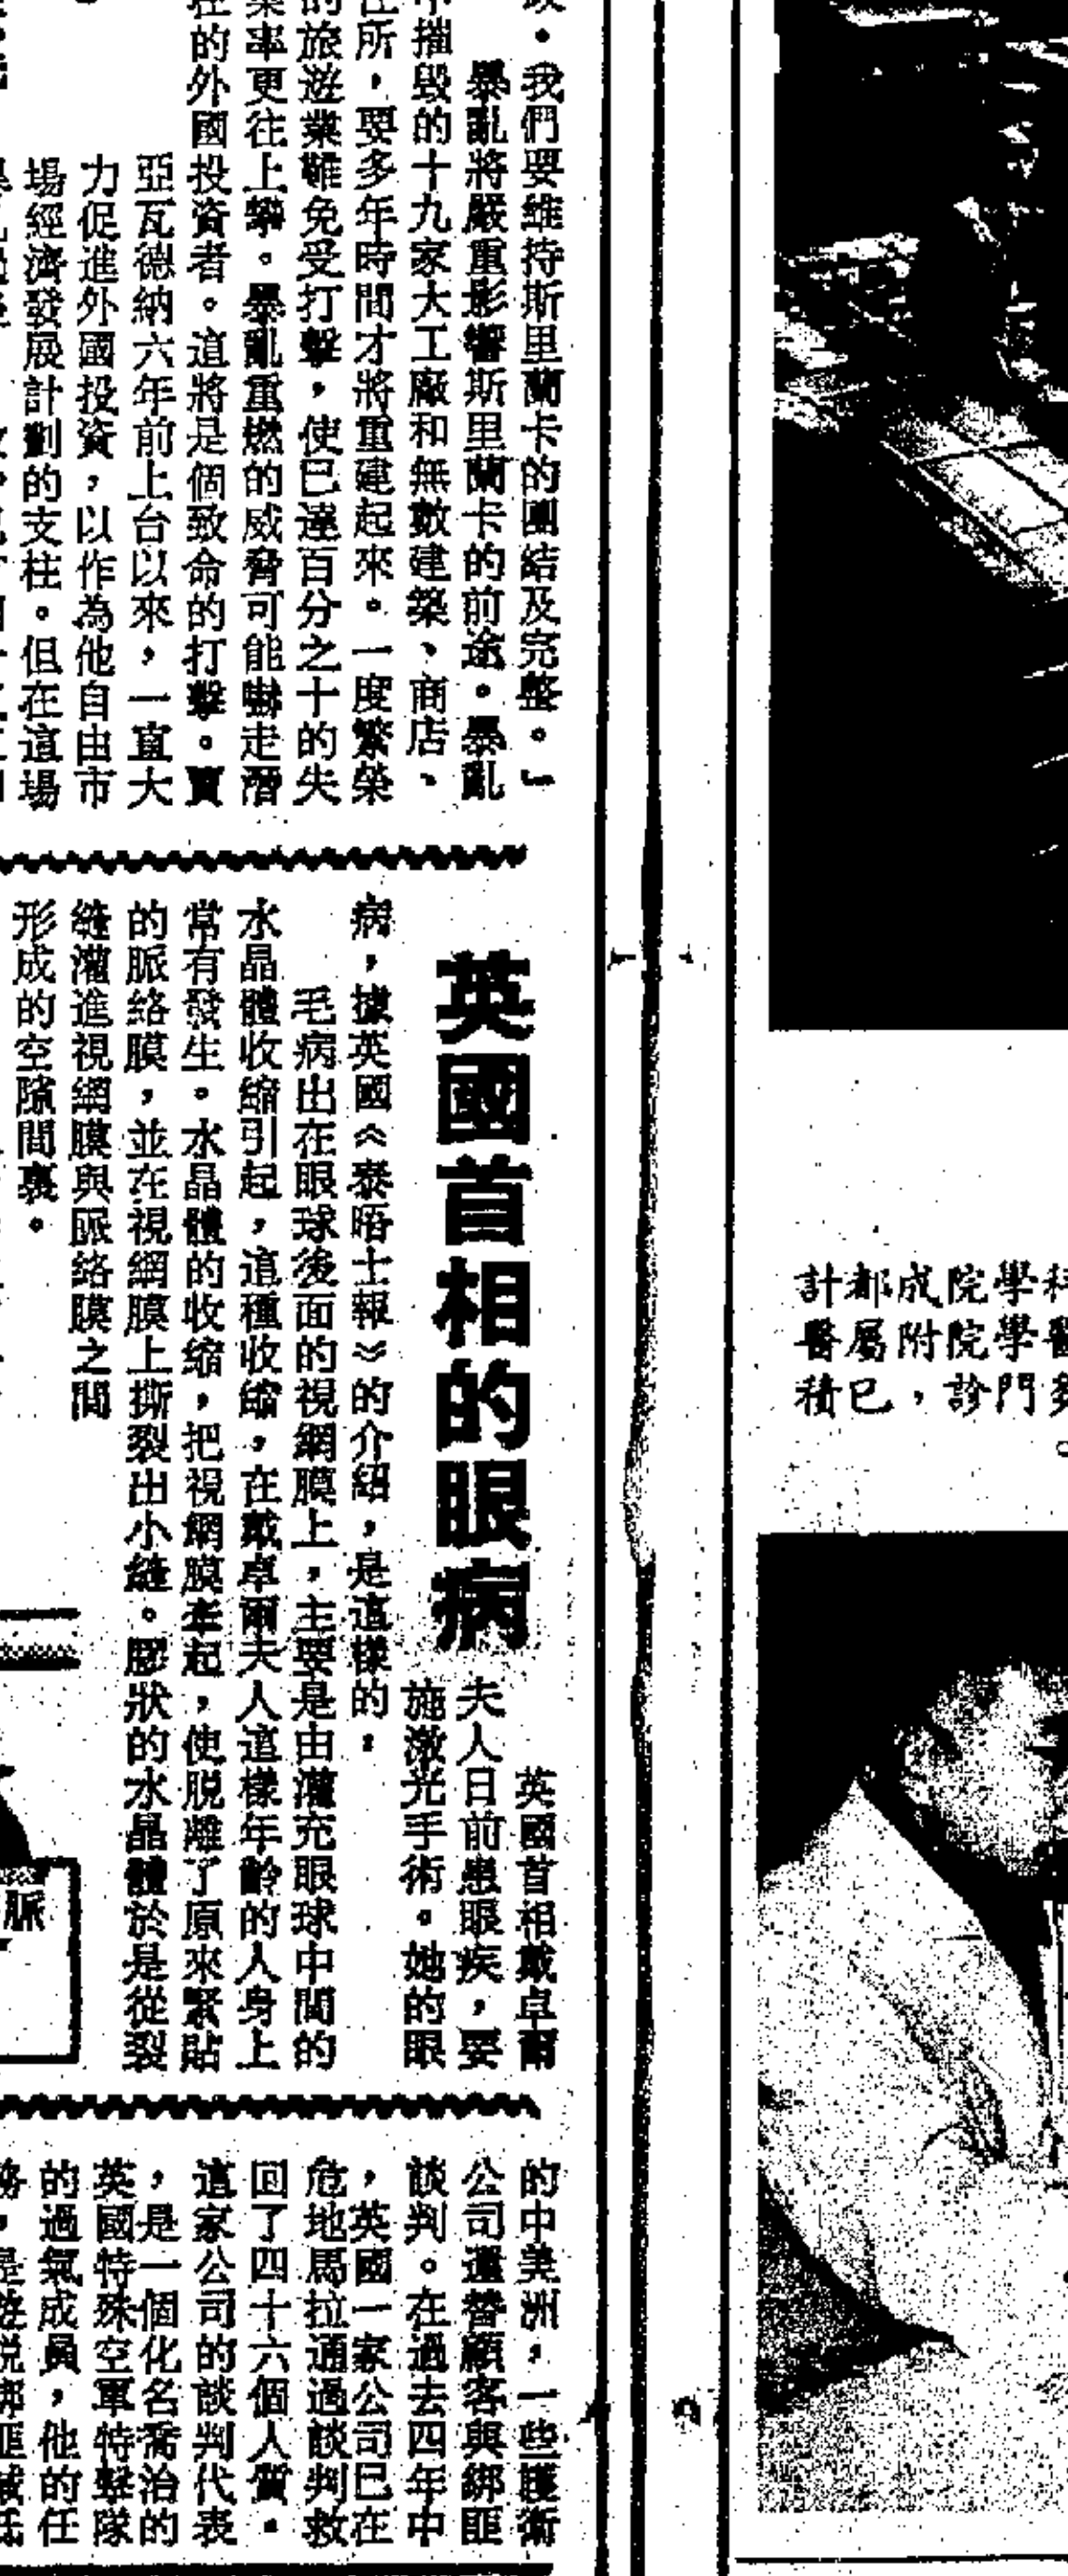 我們要維持斯里蘭卡的團結及完整。」
暴亂將嚴重影響斯里蘭卡的前途。暴亂
摧毀的十九家大工廠和無數建築、商店、
住所，要多年時間才將重建起來。一度繁榮
的旅遊業難免受打擊，使已達百分之十的失
業率更往上攀。暴亂重燃的威脅可能嚇走潛
在的外國投資者。這將是個致命的打擊。賈
亞瓦德納六年前上台以來，一直大
力促進外國投資，以作為他自由市
場經濟發展計劃的支柱。但在這場
英國首相的眼病
英國首相戴卓爾
夫人日前患眼疾，要
施激光手術。她的眼
病，據英國《泰晤士報》的介紹，是這樣的：
毛病出在眼球後面的視網膜上，主要是由灌充眼球中間的
水晶體收縮引起，這種收縮，在戴卓爾夫人這樣年齡的人身上
常有發生。水晶體的收縮，把視網膜牽起，使脱離了原來緊貼
的脈絡膜，並在視網膜上撕裂出小縫。膠狀的水晶體於是從裂
縫灌進視網膜與脈絡膜之間
形成的空隙間裏。
脈
的中美洲，一些護衛
公司還替顧客與綁匪
談判。在過去四年中
，英國一家公司已在
危地馬拉通過談判救
回了四十六個人質。
這家公司的談判代表
，是一個化名喬治的
英國特殊空軍特擊隊
的過氣成員，他的任
計都成院學科
醫屬附院學醫
積已，診門多